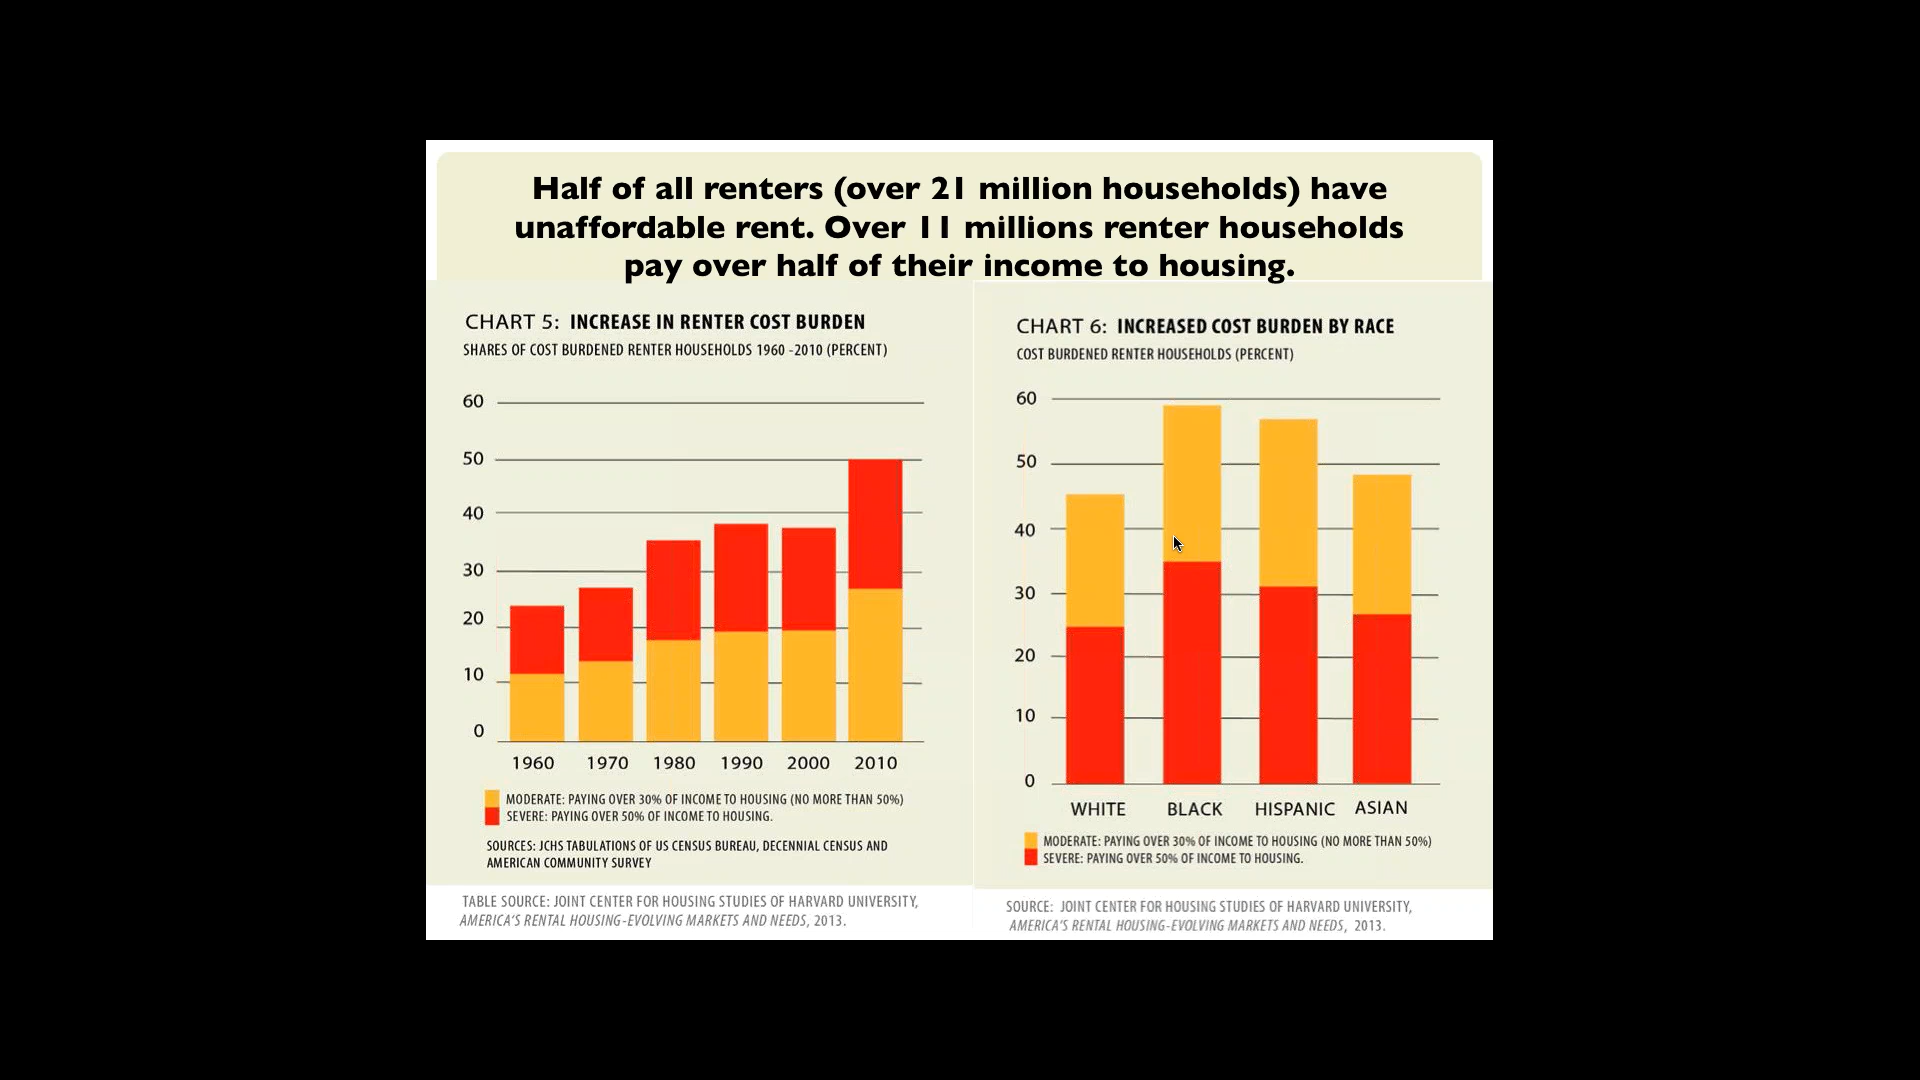 Half of all renters (over 21 million households) have
unaffordable rent. Over 11 millions renter households
pay over half of their income to housing.
CHART 5: INCREASE IN RENTER COST BURDEN
SHARES OF COST BURDENED RENTER HOUSEHOLDS 1960 -2010 (PERCENT)
60
50
40
30
20
10
0
1960 1970 1980 1990 2000 2010
MODERATE: PAYING OVER 30% OF INCOME TO HOUSING (NO MORE THAN 50%)
SEVERE: PAYING OVER 50% OF INCOME TO HOUSING.
SOURCES: JCHS TABULATIONS OF US CENSUS BUREAU, DECENNIAL CENSUS AND
AMERICAN COMMUNITY SURVEY
TABLE SOURCE: JOINT CENTER FOR HOUSING STUDIES OF HARVARD UNIVERSITY,
AMERICA'S RENTAL HOUSING-EVOLVING MARKETS AND NEEDS, 2013.
CHART 6: INCREASED COST BURDEN BY RACE
COST BURDENED RENTER HOUSEHOLDS (PERCENT)
60
50
40
30
20
10
0
WHITE BLACK HISPANIC ASIAN
MODERATE: PAYING OVER 30% OF INCOME TO HOUSING (NO MORE THAN 50%)
SEVERE: PAYING OVER 50% OF INCOME TO HOUSING.
SOURCE: JOINT CENTER FOR HOUSING STUDIES OF HARVARD UNIVERSITY,
AMERICA'S RENTAL HOUSING-EVOLVING MARKETS AND NEEDS, 2013.